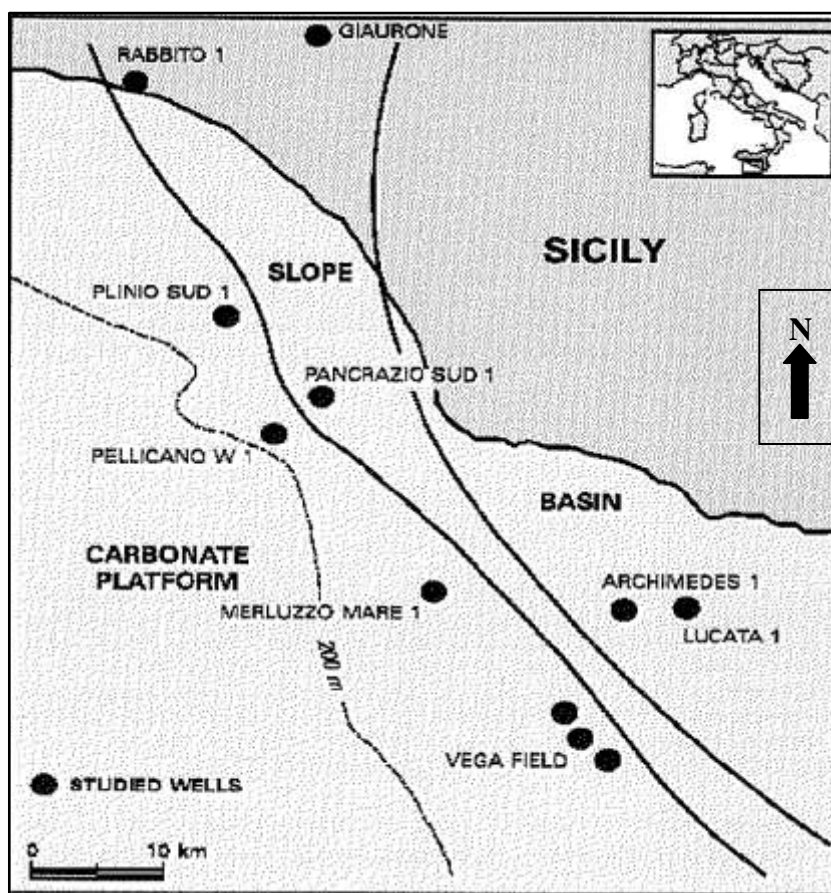 GIAURONE
RABBITO 1
SICILY
SLOPE
PLINIO SUD 1
N
PANCRAZIO SUD 1
PELLICANO W 1
BASIN
CARBONATE
PLATFORM
ARCHIMEDES 1
MERLUZZO MARE 1
LUCATA 1
200 m
VEGA FIELD
STUDIED WELLS
0 10 km